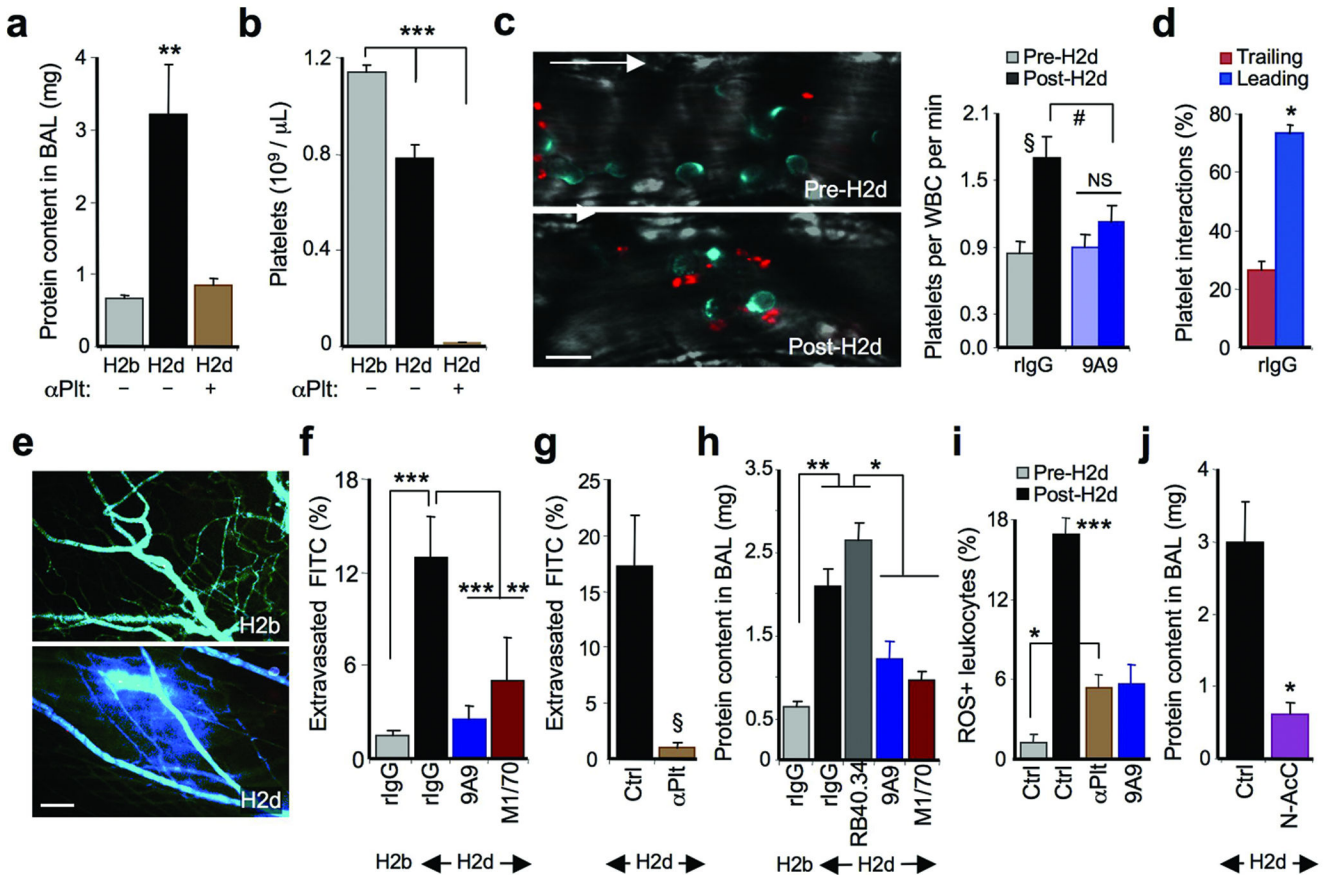 a
Protein content in BAL (mg)
4
3
2
1
0
**
H2b H2d H2d
αPlt: – – +
b
Platelets (10⁹ / μL)
1.2
0.8
0.4
0
***
H2b H2d H2d
αPlt: – – +
c
Pre-H2d
Post-H2d
Pre-H2d
Post-H2d
Platelets per WBC per min
2.1
1.5
0.9
0.3
0.0
§
#
NS
rIgG 9A9
d
Trailing
Leading
Platelet interactions (%)
80
60
40
20
0
*
rIgG
e
H2b
H2d
f
Extravasated FITC (%)
18
12
6
0
***
*** **
rIgG rIgG 9A9 M1/70
H2b H2d
g
Extravasated FITC (%)
25
20
15
10
5
0
§
Ctrl αPlt
H2d
h
Protein content in BAL (mg)
3.5
2.5
1.5
0.5
0
** *
rIgG rIgG RB40.34 9A9 M1/70
H2b H2d
i
Pre-H2d
Post-H2d
ROS+ leukocytes (%)
18
12
6
0
***
*
Ctrl Ctrl αPlt 9A9
j
Protein content in BAL (mg)
4
3
2
1
0
*
Ctrl N-AcC
H2d